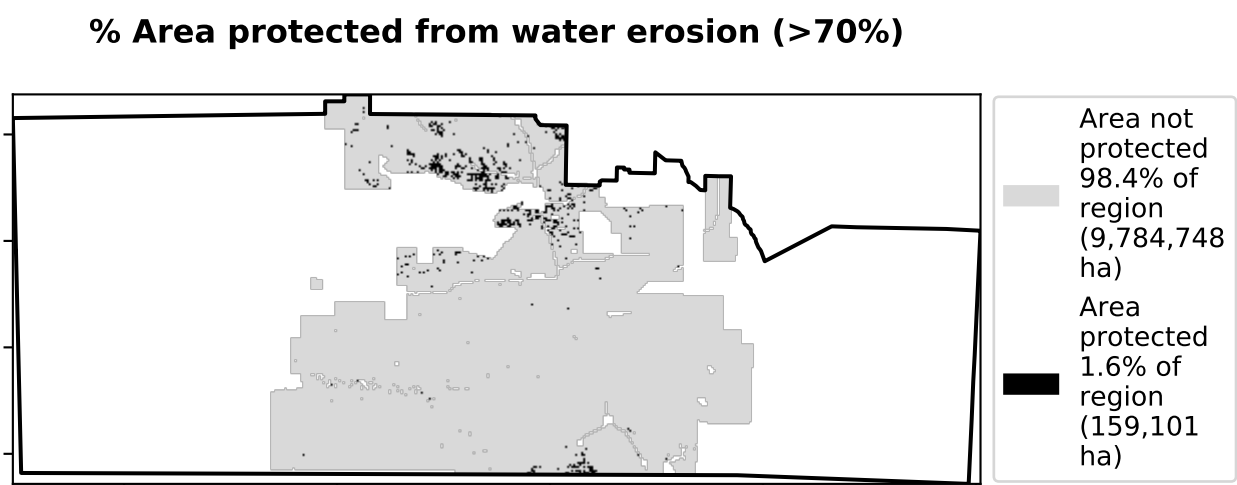 % Area protected from water erosion (>70%)
Area not
protected
98.4% of
region
(9,784,748
ha)
Area
protected
1.6% of
region
(159,101
ha)